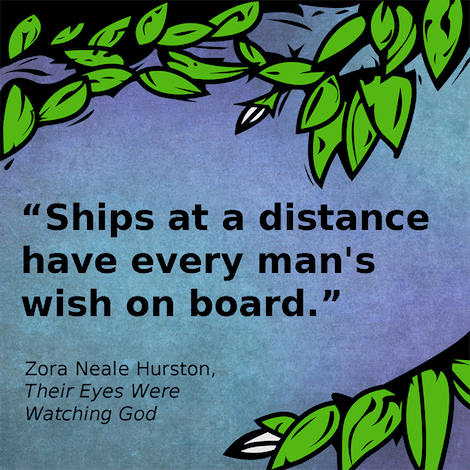 “Ships at a distance
have every man's
wish on board.”
Zora Neale Hurston,
Their Eyes Were
Watching God